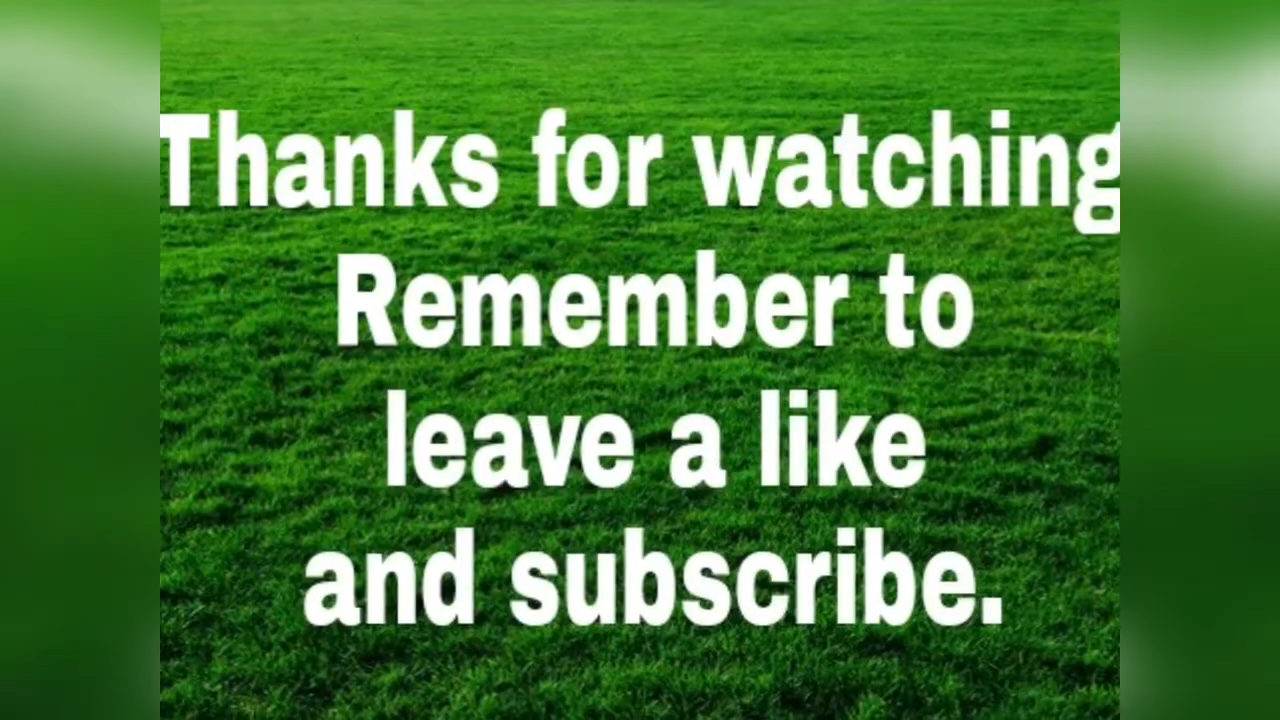 Thanks for watching
Remember to
leave a like
and subscribe.